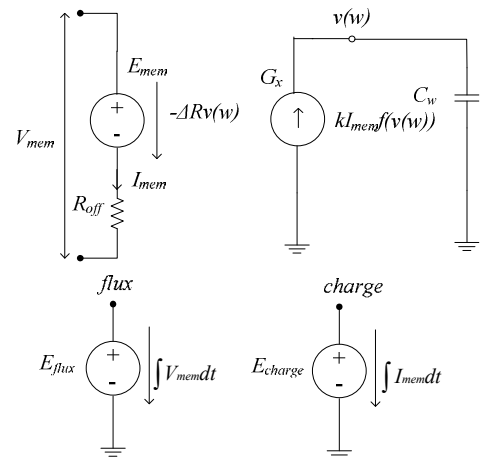 v(w)
E_mem
G_x
+
-
-ΔRv(w)
C_w
kI_mem f(v(w))
V_mem
I_mem
R_off
flux
charge
E_flux
+
-
∫V_mem dt
E_charge
+
-
∫I_mem dt